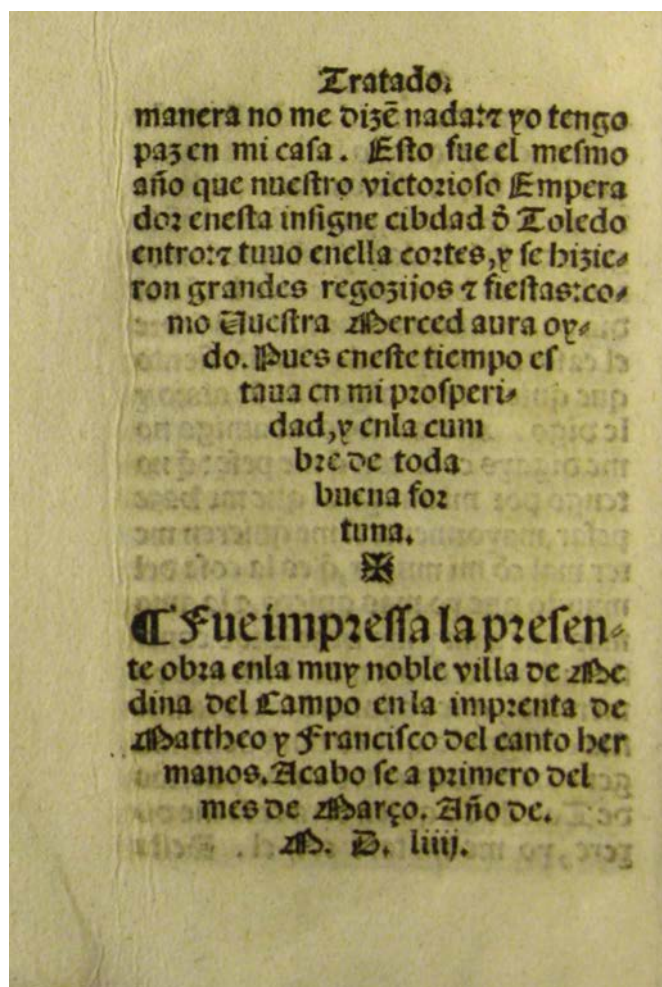 Tratado.
manera no me dizē nada:⁊ yo tengo
paz en mi casa. Esto fue el mesmo
año que nuestro victorioso Empera
dor enesta insigne cibdad ð Toledo
entro:⁊ tuuo enella cortes,y se hizie-
ron grandes regozijos ⁊ fiestas:co-
mo Vuestra Merced aura oy-
do. Pues eneste tiempo es
taua en mi prosperi-
dad,y enla cum
bre de toda
buena for
tuna.
✠
¶ Fue impressa la presen-
te obra enla muy noble villa de Me
dina del Campo en la imprenta de
Mattheo y Francisco del canto her
manos. Acabo se a primero del
mes de Março. Año de.
M. D. liiij.